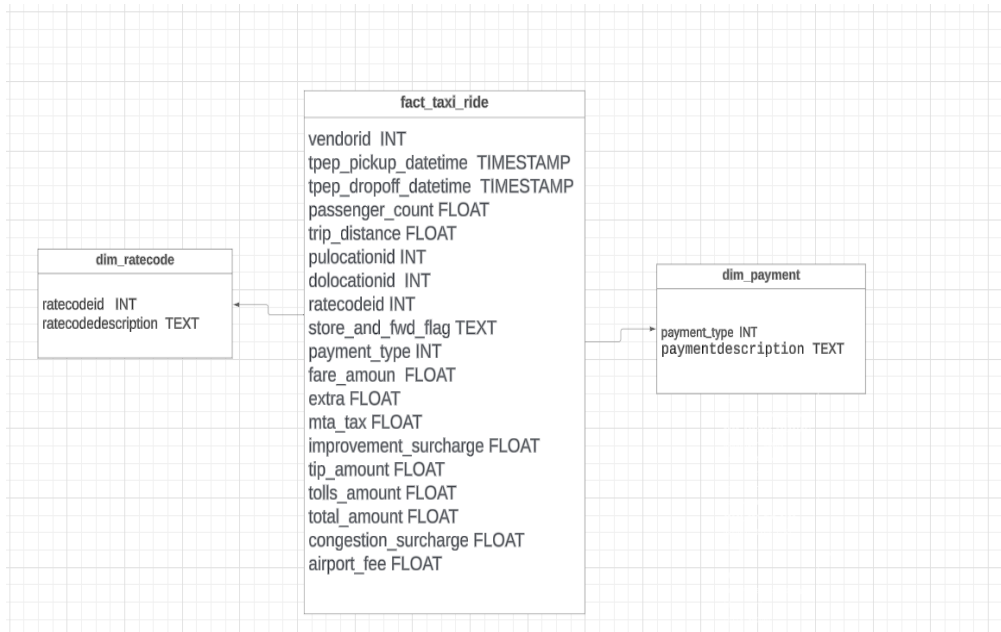 fact_taxi_ride
vendorid INT
tpep_pickup_datetime TIMESTAMP
tpep_dropoff_datetime TIMESTAMP
passenger_count FLOAT
trip_distance FLOAT
pulocationid INT
dolocationid INT
ratecodeid INT
store_and_fwd_flag TEXT
payment_type INT
fare_amoun FLOAT
extra FLOAT
mta_tax FLOAT
improvement_surcharge FLOAT
tip_amount FLOAT
tolls_amount FLOAT
total_amount FLOAT
congestion_surcharge FLOAT
airport_fee FLOAT
dim_ratecode
ratecodeid INT
ratecodedescription TEXT
dim_payment
payment_type INT
paymentdescription TEXT